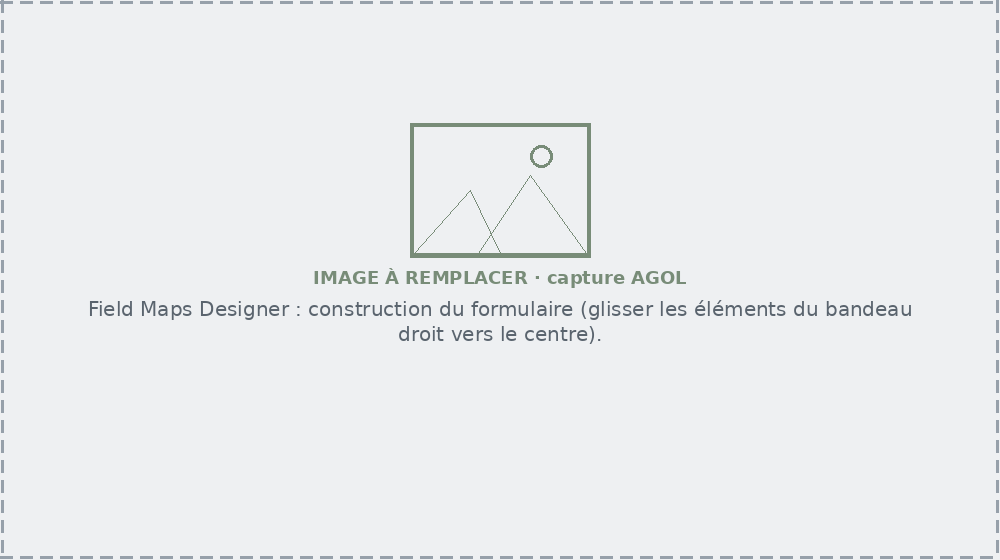 IMAGE À REMPLACER · capture AGOL
Field Maps Designer : construction du formulaire (glisser les éléments du bandeau
droit vers le centre).